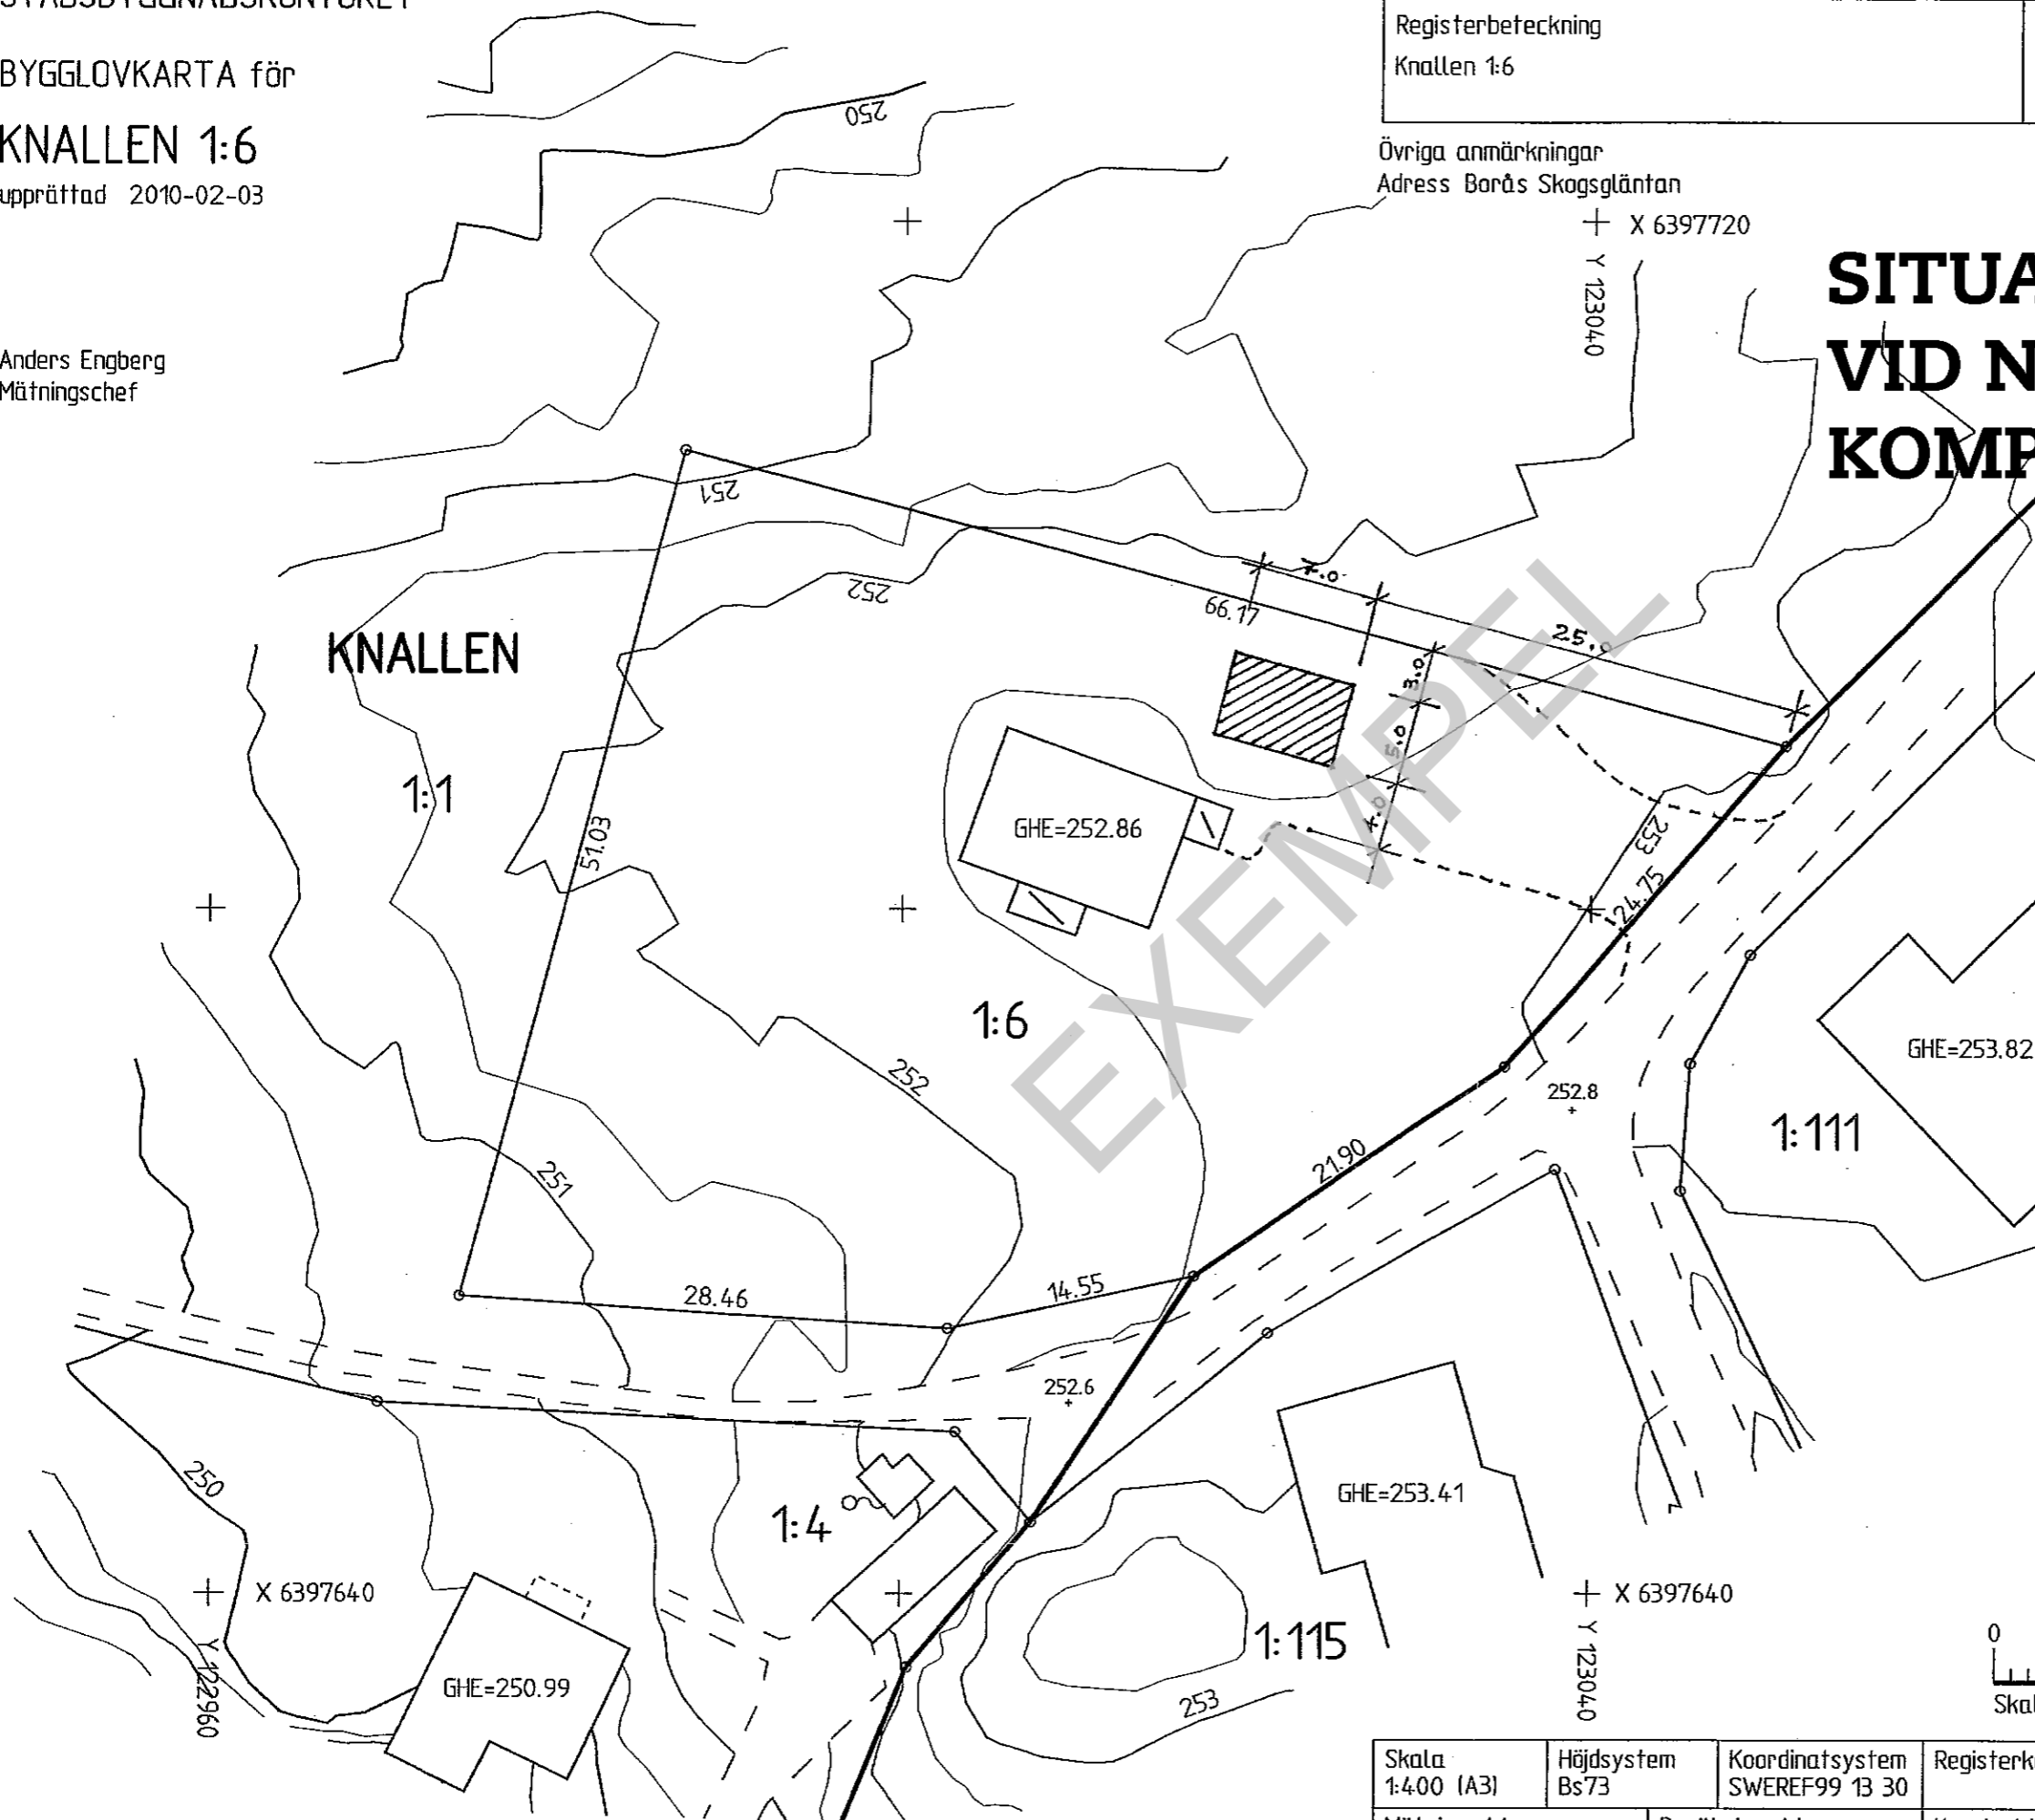 BYGGLOVKARTA för
KNALLEN 1:6
upprättad 2010-02-03
Anders Engberg
Mätningschef
Registerbeteckning
Knallen 1:6
Övriga anmärkningar
Adress Borås Skogsgläntan
X 6397720
Y 123040
SITUA
VID N
KOMP
250
251
252
7.0
66.17
25.0
3.0
5.0
4.0
KNALLEN
1:1
51.03
GHE=252.86
253
24.75
EXEMPEL
1:6
252
GHE=253.82
252.8
1:111
251
21.90
28.46
14.55
252.6
250
1:4
GHE=253.41
X 6397640
Y 122960
GHE=250.99
1:115
253
X 6397640
Y 123040
0
Skal
Skala
1:400 (A3)
Höjdsystem
Bs73
Koordinatsystem
SWEREF99 13 30
Registerk